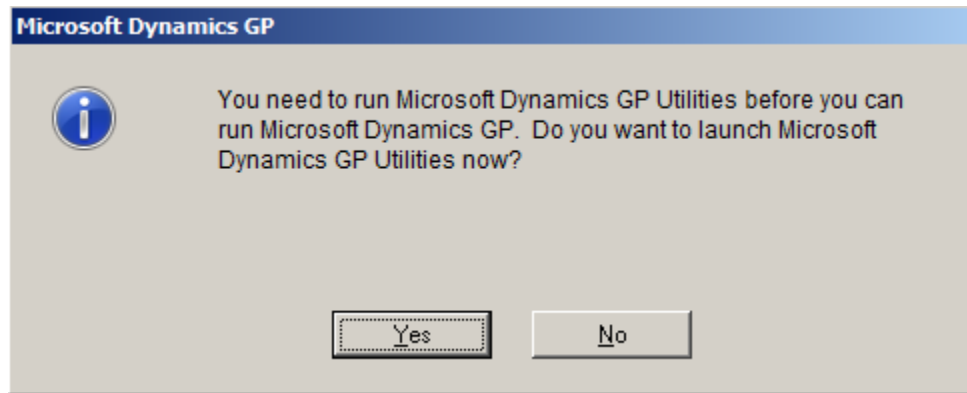 Microsoft Dynamics GP
You need to run Microsoft Dynamics GP Utilities before you can
run Microsoft Dynamics GP.  Do you want to launch Microsoft
Dynamics GP Utilities now?
Yes
No